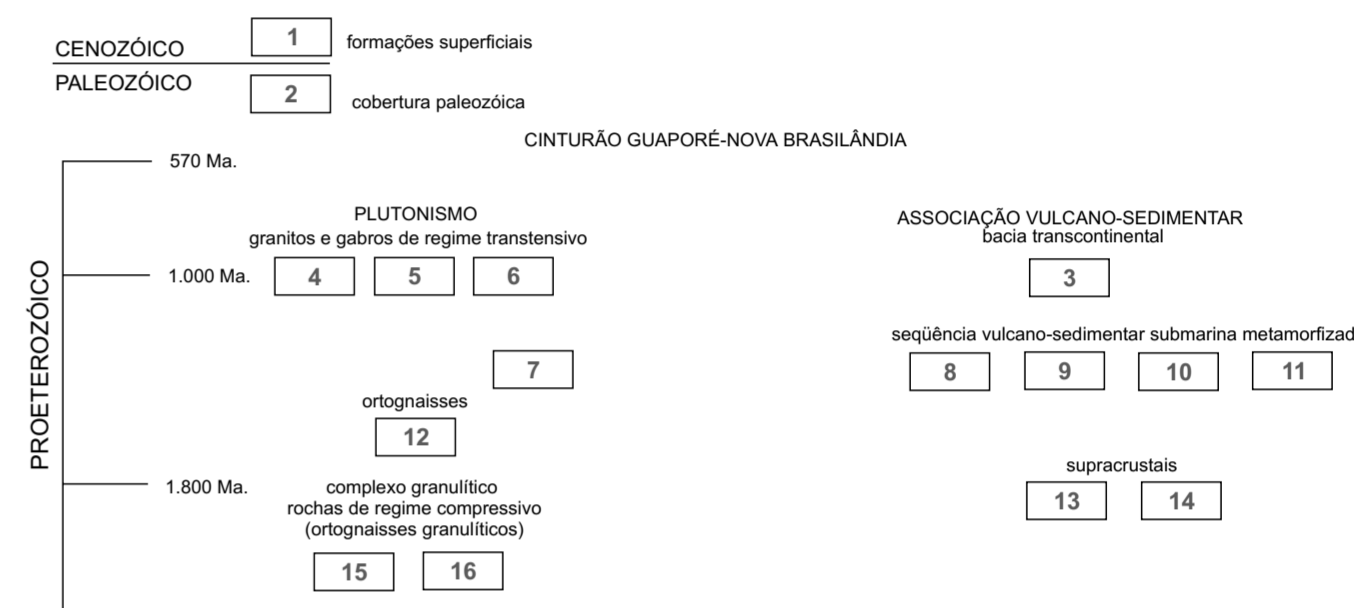 CENOZÓICO
1
formações superficiais
PALEOZÓICO
2
cobertura paleozóica
CINTURÃO GUAPORÉ-NOVA BRASILÂNDIA
570 Ma.
PLUTONISMO
granitos e gabros de regime transtensivo
ASSOCIAÇÃO VULCANO-SEDIMENTAR
bacia transcontinental
PROETEROZÓICO
1.000 Ma.
4
5
6
3
seqüência vulcano-sedimentar submarina metamorfizad
7
8
9
10
11
ortognaisses
12
supracrustais
1.800 Ma.
complexo granulítico
rochas de regime compressivo
(ortognaisses granulíticos)
13
14
15
16